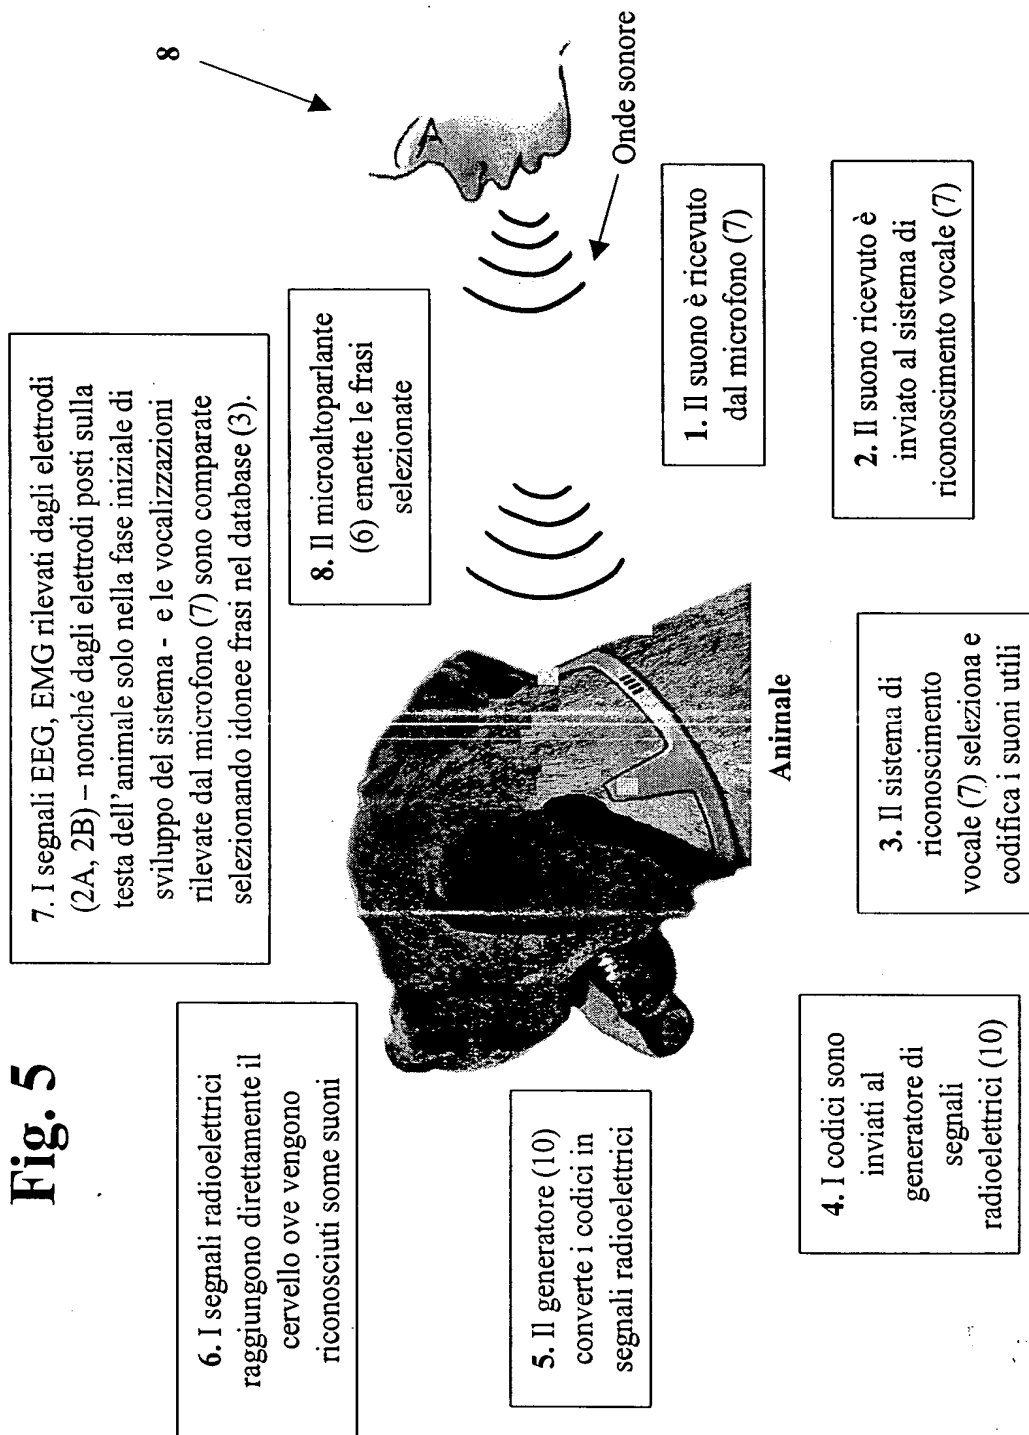 Fig. 5
7. I segnali EEG, EMG rilevati dagli elettrodi
(2A, 2B) – nonché dagli elettrodi posti sulla
testa dell'animale solo nella fase iniziale di
sviluppo del sistema - e le vocalizzazioni
rilevate dal microfono (7) sono comparate
selezionando idonee frasi nel database (3).
8
6. I segnali radioelettrici
raggiungono direttamente il
cervello ove vengono
riconosciuti some suoni
8. Il microaltoparlante
(6) emette le frasi
selezionate
A
Onde sonore
5. Il generatore (10)
converte i codici in
segnali radioelettrici
Animale
1. Il suono è ricevuto
dal microfono (7)
4. I codici sono
inviati al
generatore di
segnali
radioelettrici (10)
3. Il sistema di
riconoscimento
vocale (7) seleziona e
codifica i suoni utili
2. Il suono ricevuto è
inviato al sistema di
riconoscimento vocale (7)